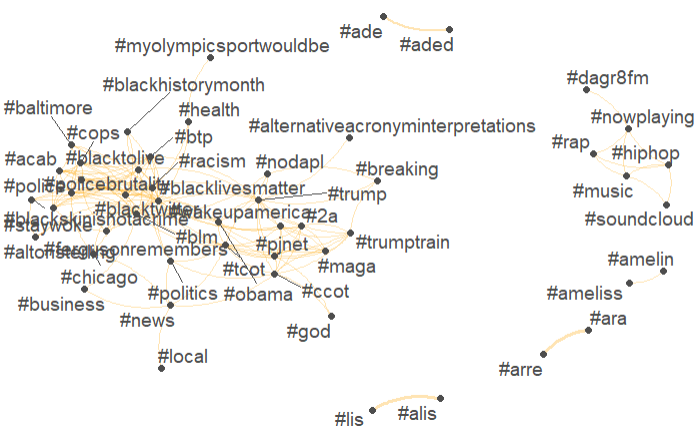 #ade
#aded
#myolympicsportwouldbe
#dagr8fm
#blackhistorymonth
#baltimore
#health
#nowplaying
#cops
#btp
#alternativeacronyminterpretations
#rap
#hiphop
#acab
#blacktolive
#racism
#nodapl
#breaking
#police
#policebrutality
#blacklivesmatter
#trump
#music
#blackskinisnotacrime
#blacktwitter
#wakeupamerica
#2a
#soundcloud
#staywoke
#blm
#pjnet
#trumptrain
#altonsterling
#fergusonremembers
#tcot
#maga
#amelin
#chicago
#politics
#obama
#ccot
#ameliss
#business
#news
#god
#ara
#local
#arre
#lis
#alis